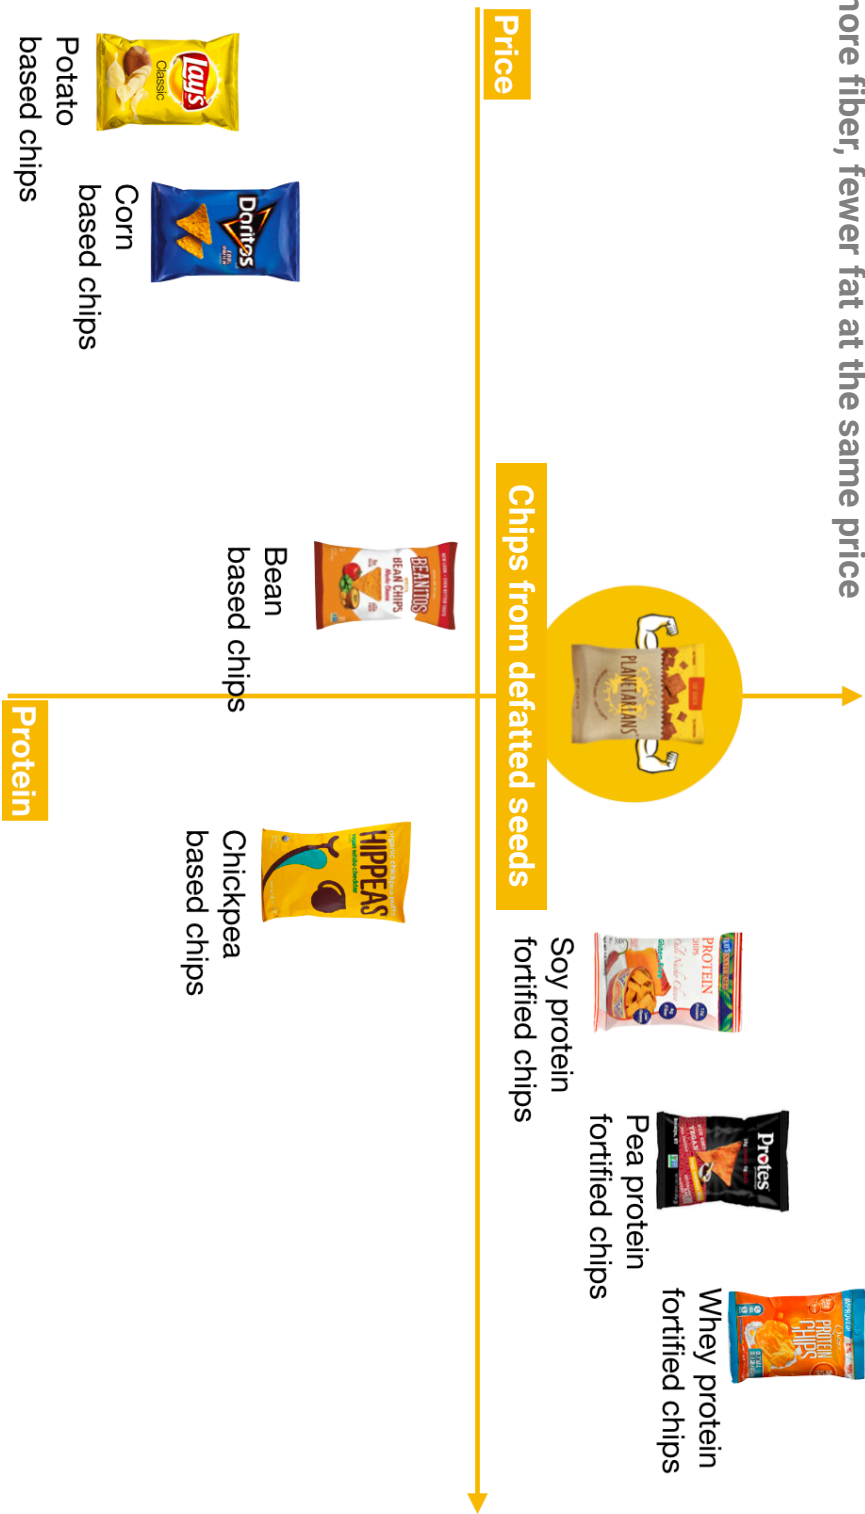 more fiber, fewer fat at the same price
Protein
Price
Chips from defatted seeds
PLANETARIANS
Lay's
Classic
Potato
based chips
Doritos
Corn
based chips
BEANITOS
BEAN CHIPS
Bean
based chips
HIPPEAS
Chickpea
based chips
PROTEIN
CHIPS
Soy protein
fortified chips
Protes
VEGAN
Pea protein
fortified chips
PROTEIN
CHIPS
Whey protein
fortified chips